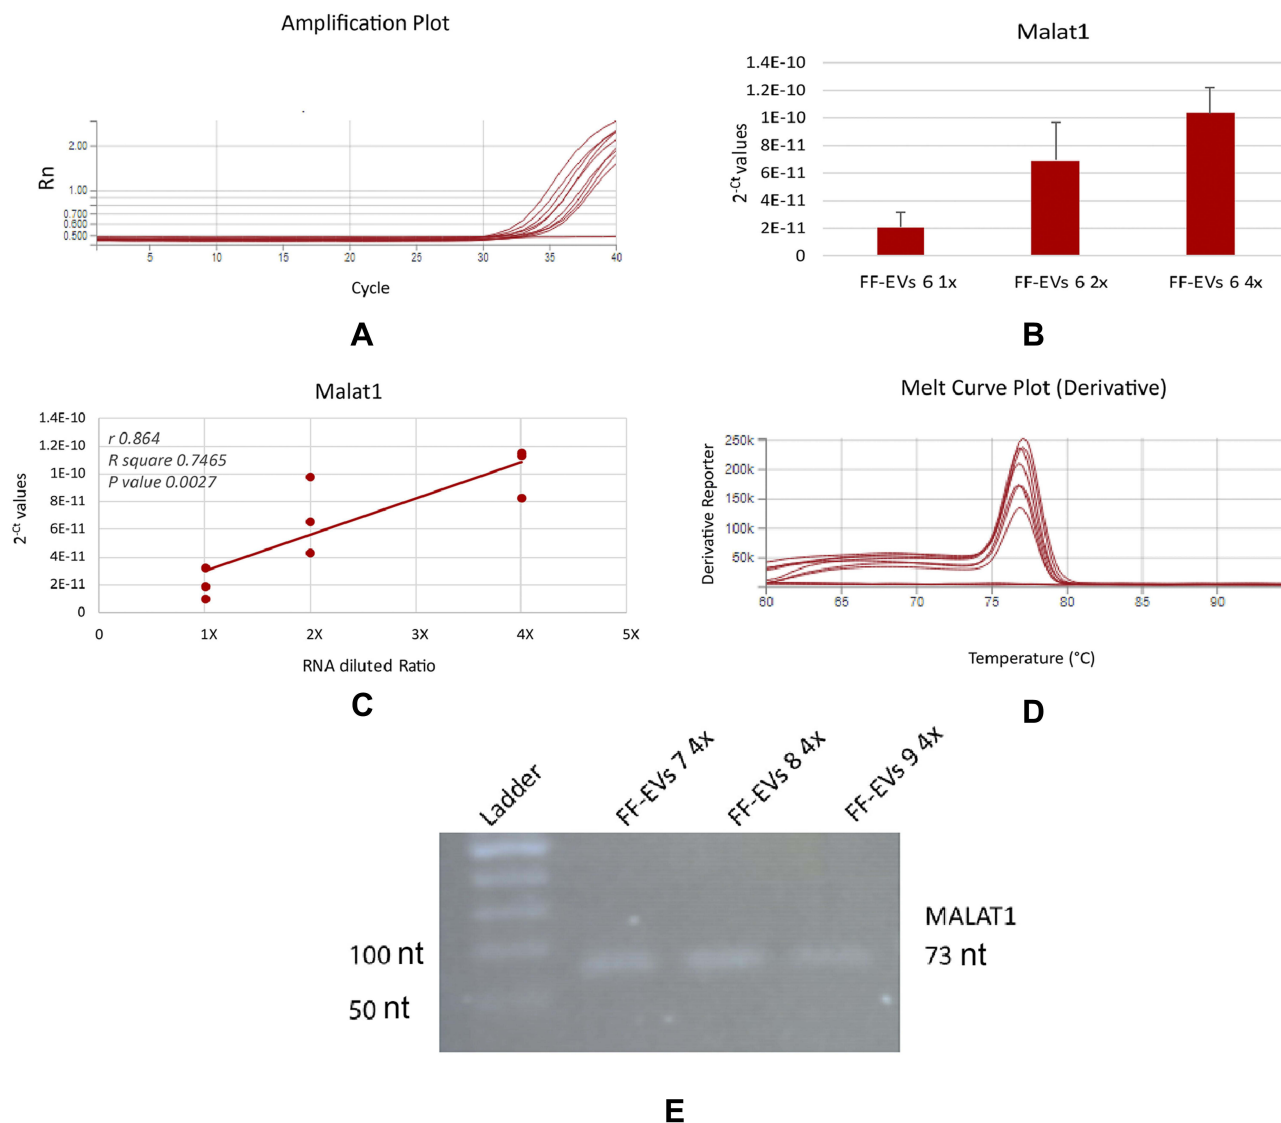 Amplification Plot
Rn
2.00
1.00
0.700
0.600
0.500
5
10
15
20
25
30
35
40
Cycle
A
Malat1
2^-Ct values
1.4E-10
1.2E-10
1E-10
8E-11
6E-11
4E-11
2E-11
0
FF-EVs 6 1x
FF-EVs 6 2x
FF-EVs 6 4x
B
Malat1
2^-Ct values
1.4E-10
1.2E-10
1E-10
8E-11
6E-11
4E-11
2E-11
0
r 0.864
R square 0.7465
P value 0.0027
0
1X
2X
3X
4X
5X
RNA diluted Ratio
C
Melt Curve Plot (Derivative)
Derivative Reporter
250k
200k
150k
100k
50k
60
65
70
75
80
85
90
Temperature (°C)
D
Ladder
FF-EVs 7 4x
FF-EVs 8 4x
FF-EVs 9 4x
100 nt
50 nt
MALAT1
73 nt
E